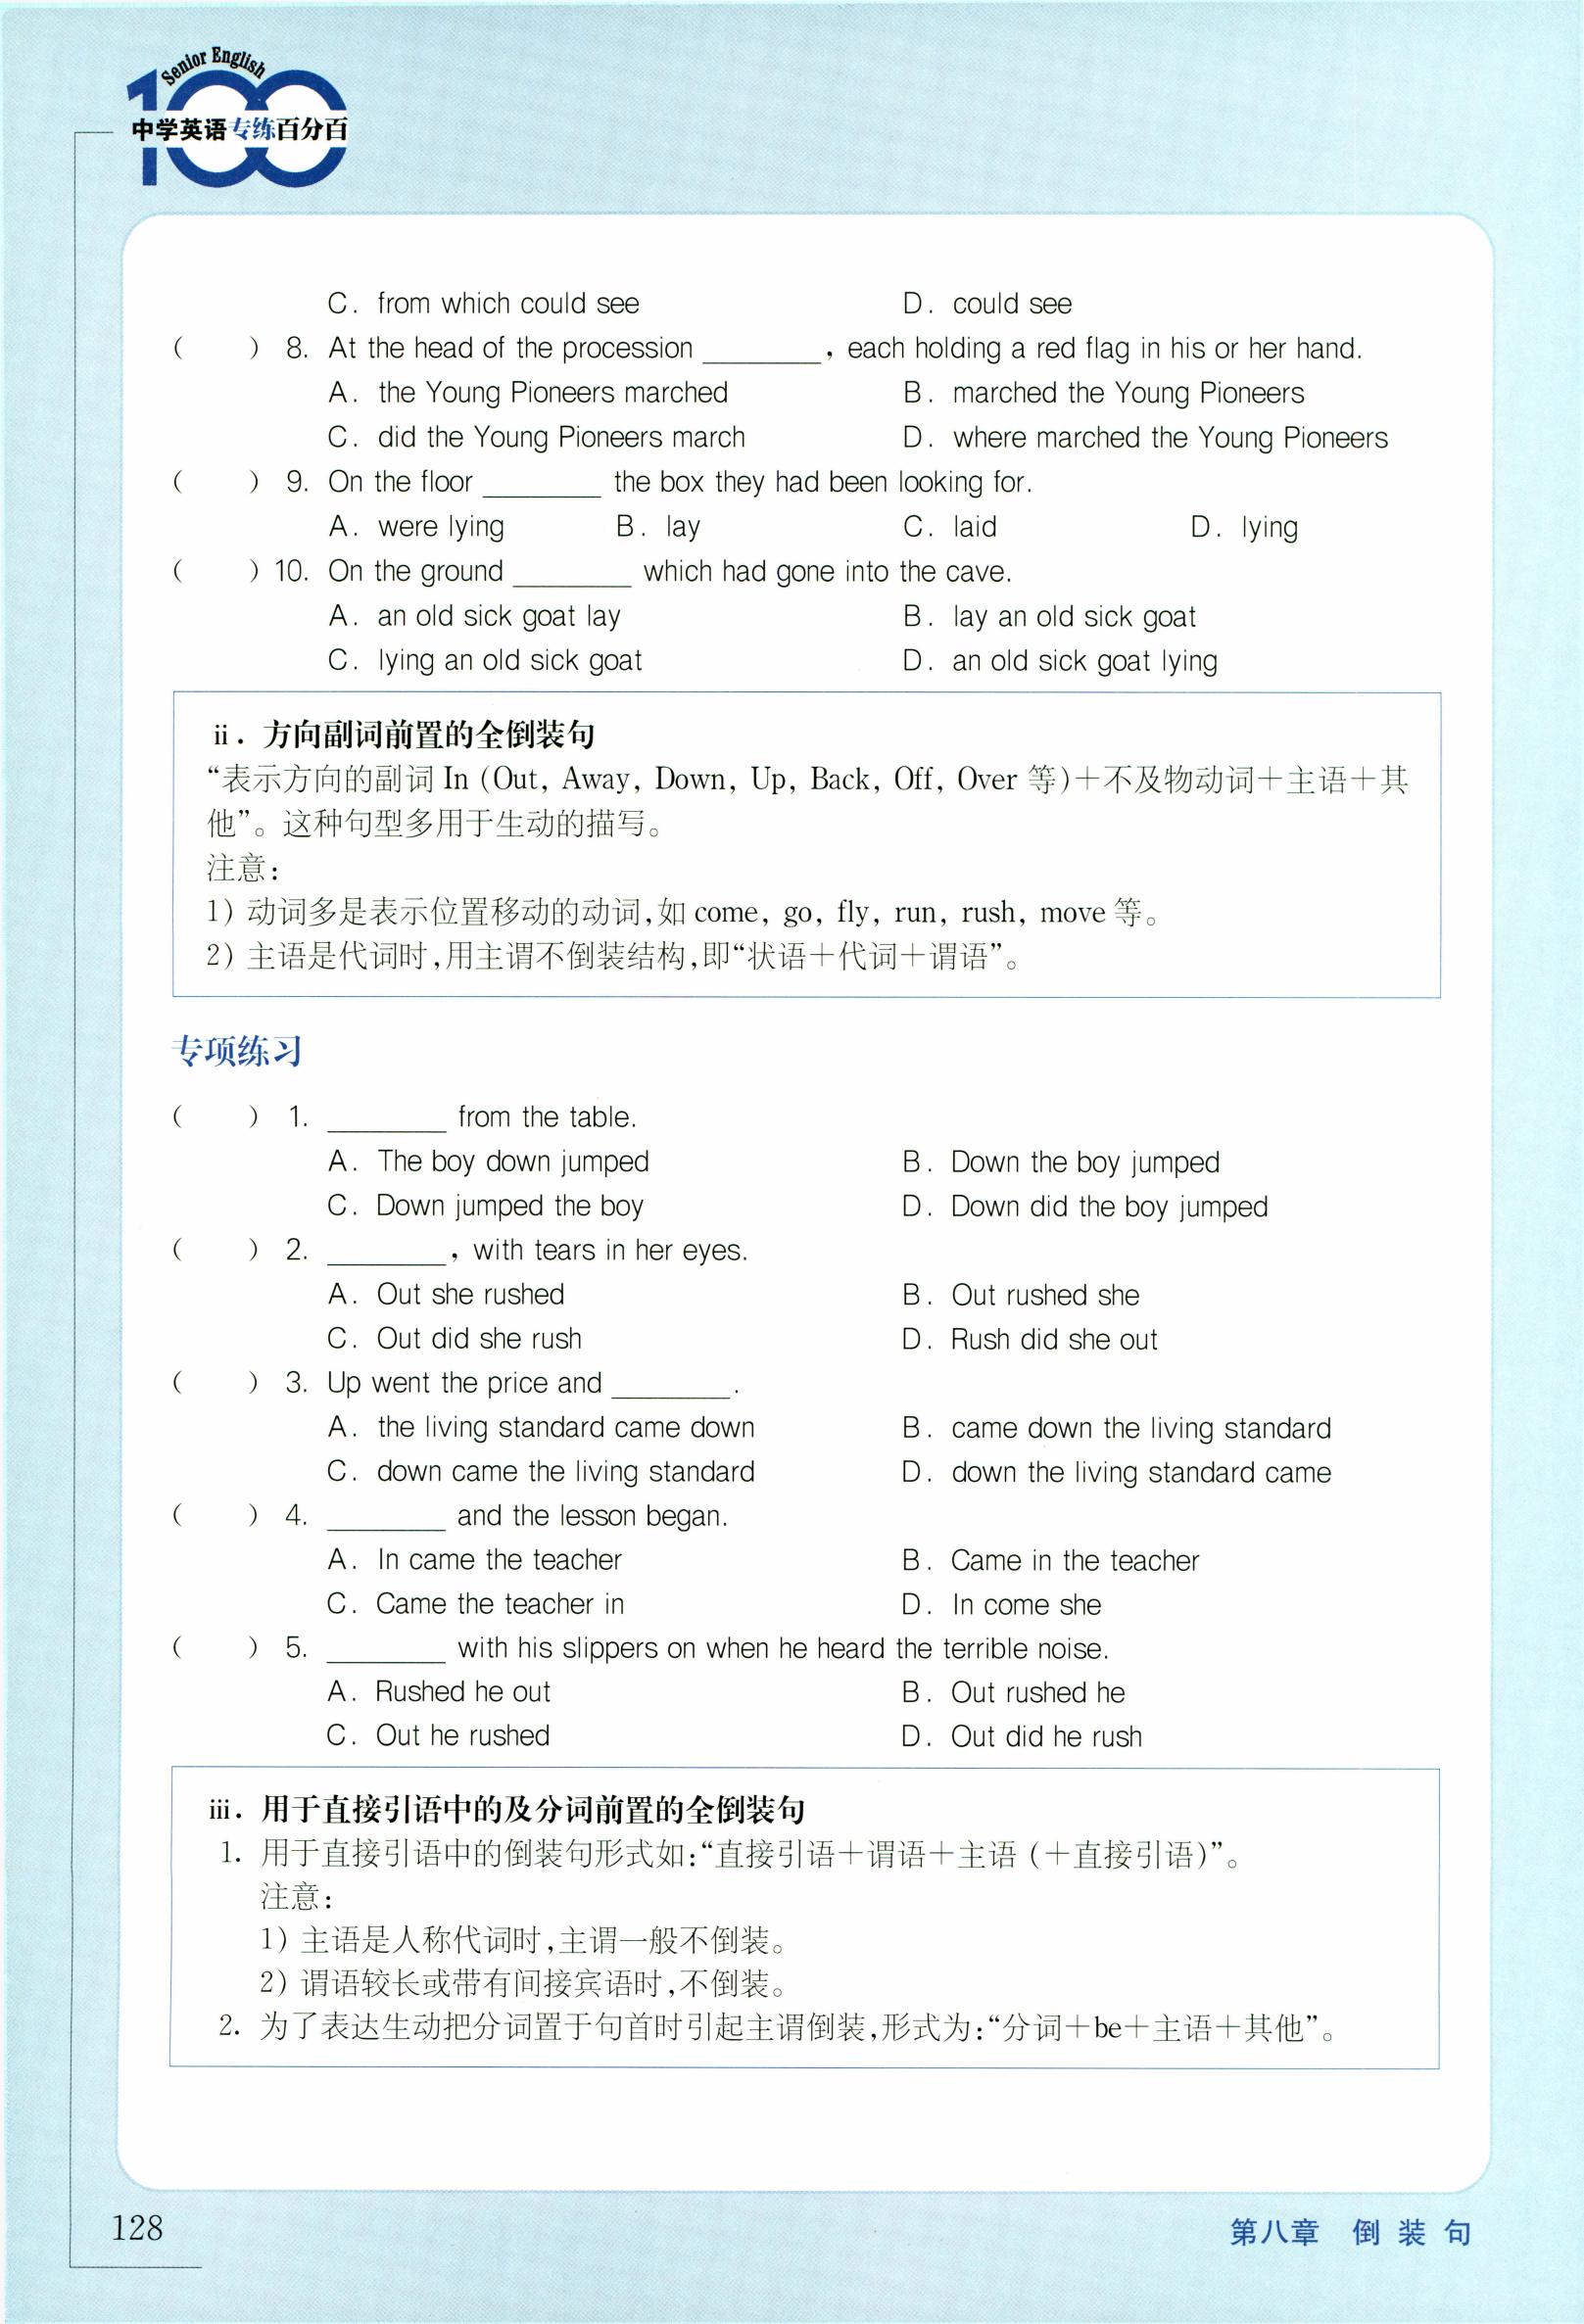 Senior English
100
中学英语专练百分百
C. from which could see D. could see
( ) 8. At the head of the procession ________, each holding a red flag in his or her hand.
A. the Young Pioneers marched B. marched the Young Pioneers
C. did the Young Pioneers march D. where marched the Young Pioneers
( ) 9. On the floor ________ the box they had been looking for.
A. were lying B. lay C. laid D. lying
( ) 10. On the ground ________ which had gone into the cave.
A. an old sick goat lay B. lay an old sick goat
C. lying an old sick goat D. an old sick goat lying
ii. 方向副词前置的全倒装句
“表示方向的副词 In (Out, Away, Down, Up, Back, Off, Over 等)+不及物动词+主语+其
他”。这种句型多用于生动的描写。
注意:
1) 动词多是表示位置移动的动词,如 come, go, fly, run, rush, move 等。
2) 主语是代词时,用主谓不倒装结构,即“状语+代词+谓语”。
专项练习
( ) 1. ________ from the table.
A. The boy down jumped B. Down the boy jumped
C. Down jumped the boy D. Down did the boy jumped
( ) 2. ________, with tears in her eyes.
A. Out she rushed B. Out rushed she
C. Out did she rush D. Rush did she out
( ) 3. Up went the price and ________.
A. the living standard came down B. came down the living standard
C. down came the living standard D. down the living standard came
( ) 4. ________ and the lesson began.
A. In came the teacher B. Came in the teacher
C. Came the teacher in D. In come she
( ) 5. ________ with his slippers on when he heard the terrible noise.
A. Rushed he out B. Out rushed he
C. Out he rushed D. Out did he rush
iii. 用于直接引语中的及分词前置的全倒装句
1. 用于直接引语中的倒装句形式如:“直接引语+谓语+主语 (+直接引语)”。
注意:
1) 主语是人称代词时,主谓一般不倒装。
2) 谓语较长或带有间接宾语时,不倒装。
2. 为了表达生动把分词置于句首时引起主谓倒装,形式为:“分词+be+主语+其他”。
128
第八章 倒装句